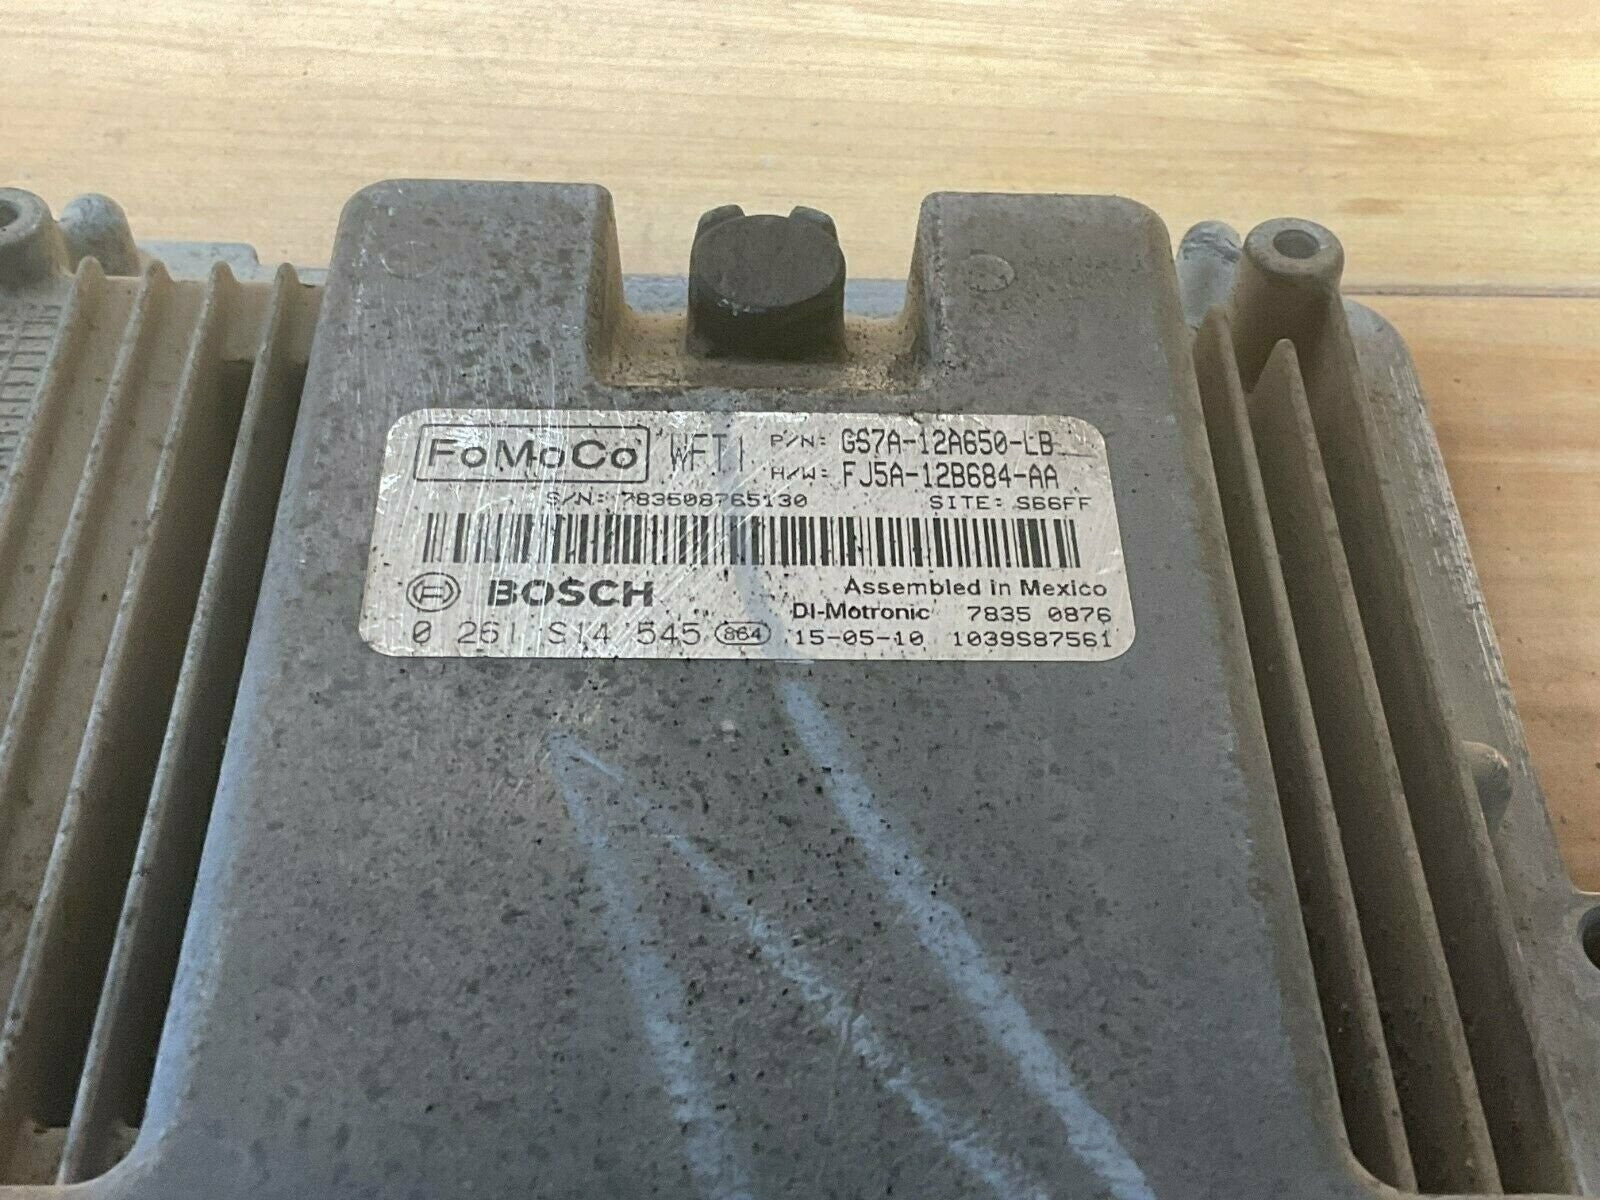 FoMoCo WFT1 P/N: GS7A-12A650-LB
H/W: FJ5A-12B684-AA
S/N: 783508765130 SITE: S66FF
BOSCH Assembled in Mexico
DI-Motronic 7835 0876
0 261 S14 545 864 15-05-10 1039S87561